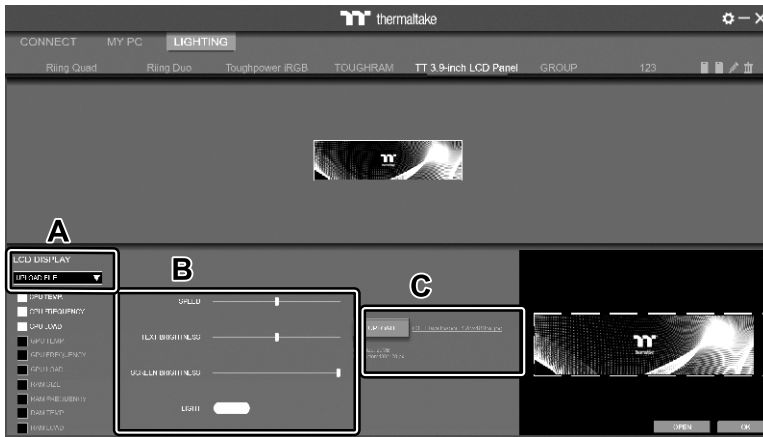 thermaltake
CONNECT MY PC LIGHTING
Riing Quad Riing Duo Toughpower iRGB TOUGHRAM TT 3.9-inch LCD Panel GROUP 123
A
LCD DISPLAY
UPLOAD FILE
B
C
CPU TEMP.
CPU FREQUENCY
CPU LOAD
GPU TEMP
GPU FREQUENCY
GPU LOAD
RAM SIZE
RAM FREQUENCY
RAM TEMP
RAM LOAD
SPEED
TEXT BRIGHTNESS
SCREEN BRIGHTNESS
LIGHT
UPLOAD
OPEN OK